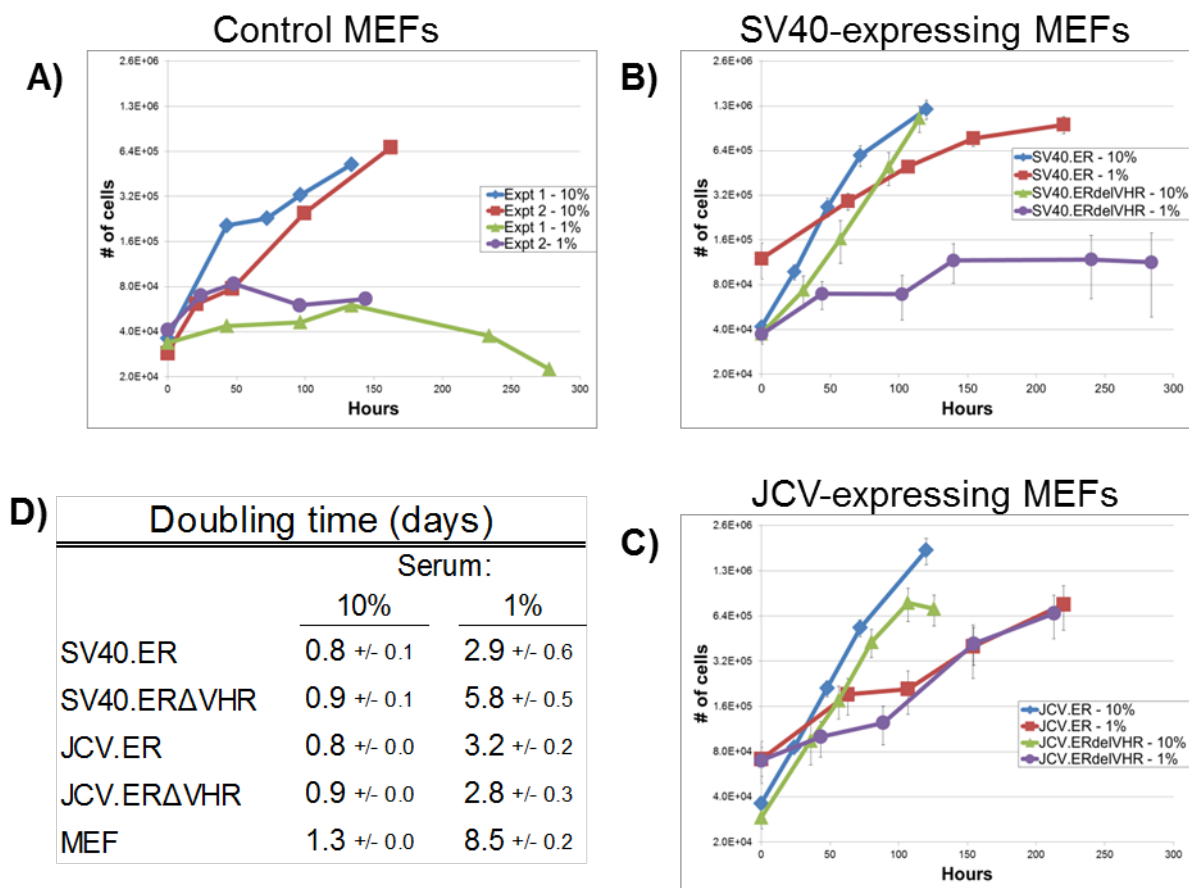 Control MEFs
A)
2.6E+06
1.3E+06
6.4E+05
3.2E+05
1.6E+05
8.0E+04
4.0E+04
2.0E+04
# of cells
0 50 100 150 200 250 300
Hours
Expt 1 - 10%
Expt 2 - 10%
Expt 1 - 1%
Expt 2- 1%
SV40-expressing MEFs
B)
2.6E+06
1.3E+06
6.4E+05
3.2E+05
1.6E+05
8.0E+04
4.0E+04
2.0E+04
# of cells
0 50 100 150 200 250 300
Hours
SV40.ER - 10%
SV40.ER - 1%
SV40.ERdelVHR - 10%
SV40.ERdelVHR - 1%
JCV-expressing MEFs
C)
2.6E+06
1.3E+06
6.4E+05
3.2E+05
1.6E+05
8.0E+04
4.0E+04
2.0E+04
# of cells
0 50 100 150 200 250 300
Hours
JCV.ER - 10%
JCV.ER - 1%
JCV.ERdelVHR - 10%
JCV.ERdelVHR - 1%
D)
Doubling time (days)
Serum:
10% 1%
SV40.ER 0.8 +/- 0.1 2.9 +/- 0.6
SV40.ERΔVHR 0.9 +/- 0.1 5.8 +/- 0.5
JCV.ER 0.8 +/- 0.0 3.2 +/- 0.2
JCV.ERΔVHR 0.9 +/- 0.0 2.8 +/- 0.3
MEF 1.3 +/- 0.0 8.5 +/- 0.2